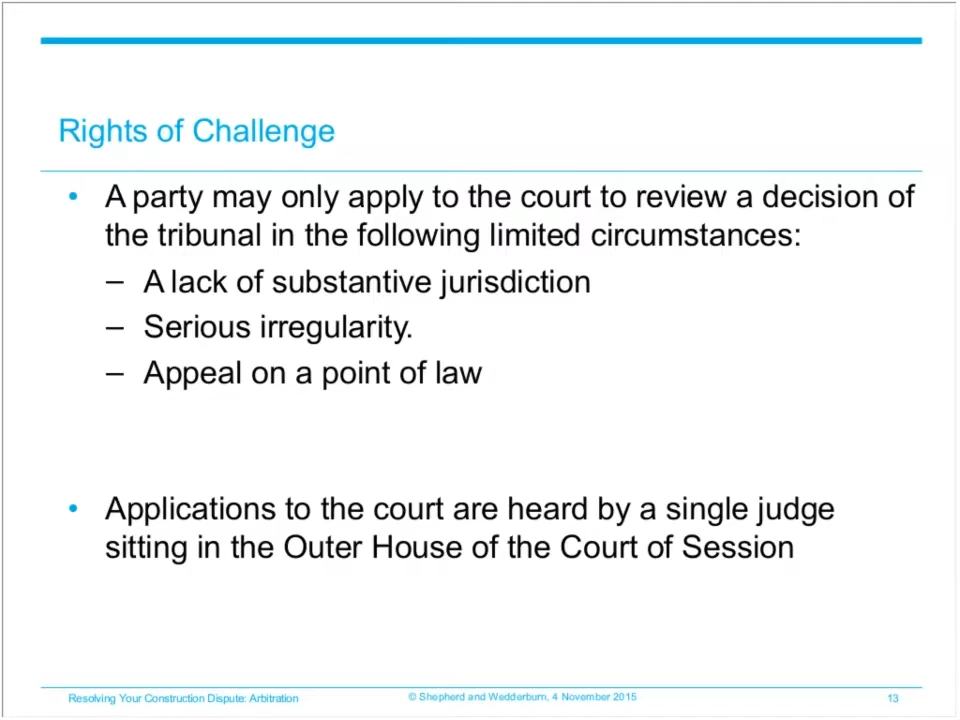 Rights of Challenge
• A party may only apply to the court to review a decision of
the tribunal in the following limited circumstances:
– A lack of substantive jurisdiction
– Serious irregularity.
– Appeal on a point of law
• Applications to the court are heard by a single judge
sitting in the Outer House of the Court of Session
Resolving Your Construction Dispute: Arbitration
© Shepherd and Wedderburn, 4 November 2015
13